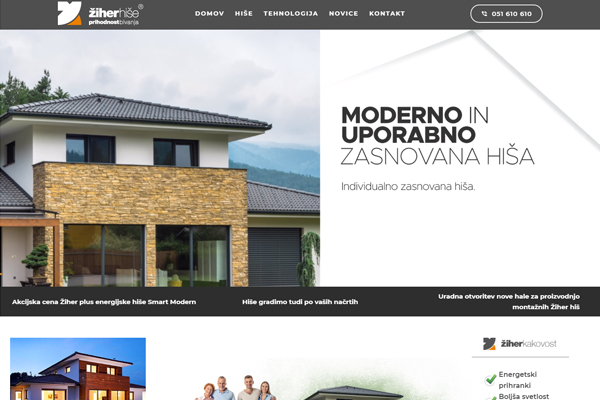 žiherhiše®
prihodnostbivanja
DOMOV HIŠE TEHNOLOGIJA NOVICE KONTAKT
051 610 610
MODERNO IN
UPORABNO
ZASNOVANA HIŠA
Individualno zasnovana hiša.
Akcijska cena Žiher plus energijske hiše Smart Modern
Hiše gradimo tudi po vaših načrtih
Uradna otvoritev nove hale za proizvodnjo
montažnih Žiher hiš
žiherkakovost
Energetski
prihranki
Boljša svetlost